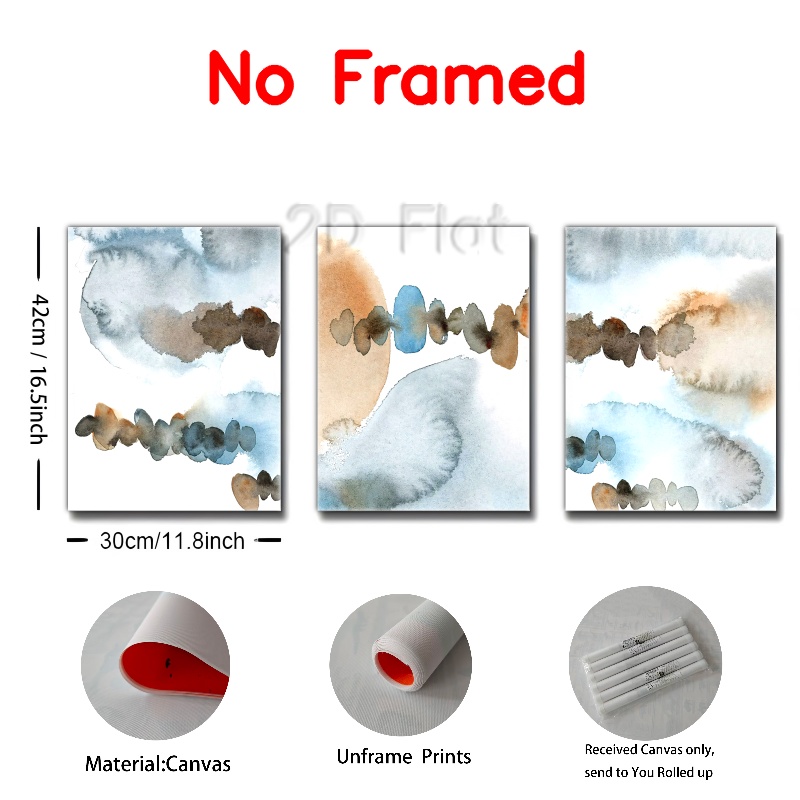 No Framed
2D Flat
42cm / 16.5inch
30cm/11.8inch
Material:Canvas
Unframe Prints
Received Canvas only,
send to You Rolled up